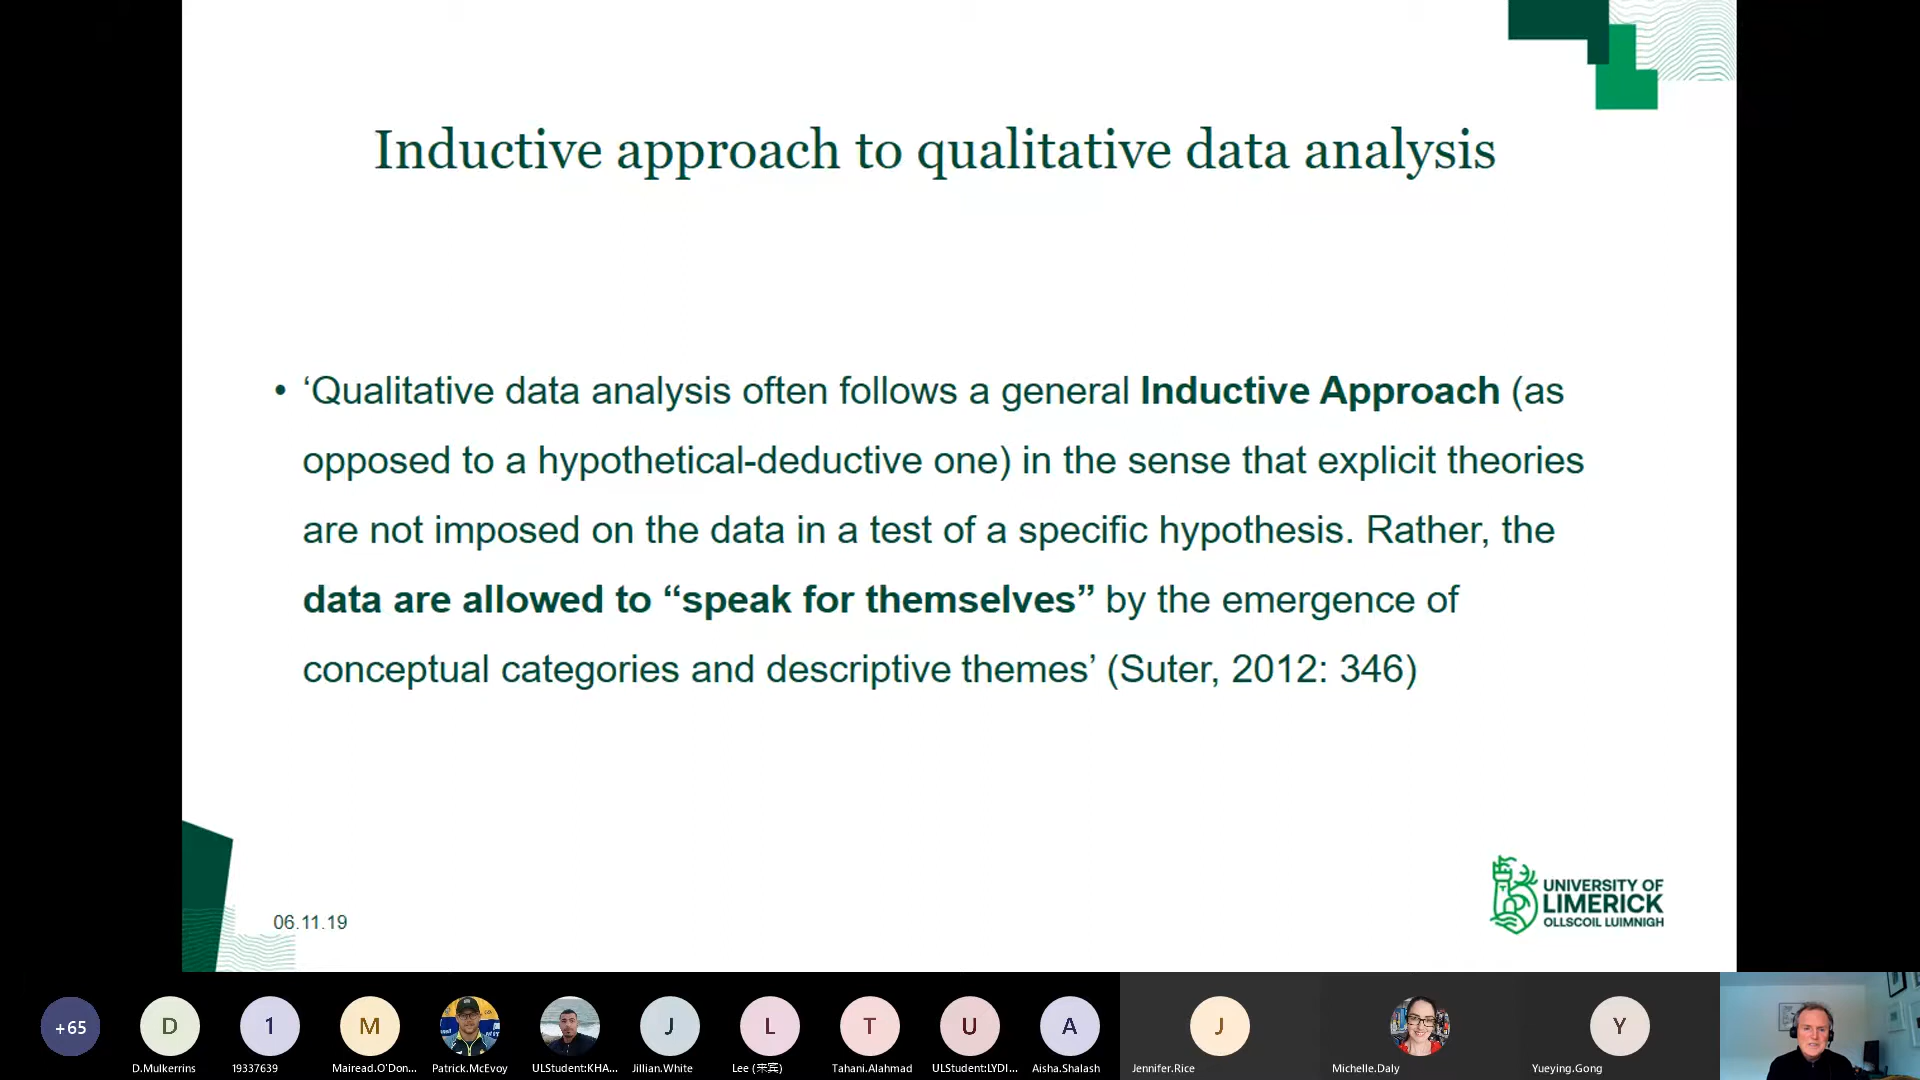 Inductive approach to qualitative data analysis
• ‘Qualitative data analysis often follows a general Inductive Approach (as
opposed to a hypothetical-deductive one) in the sense that explicit theories
are not imposed on the data in a test of a specific hypothesis. Rather, the
data are allowed to “speak for themselves” by the emergence of
conceptual categories and descriptive themes’ (Suter, 2012: 346)
06.11.19
UNIVERSITY OF
LIMERICK
OLLSCOIL LUIMNIGH
+65
D
1
M
J
L
T
U
A
J
Y
D.Mulkerrins
19337639
Mairead.O'Don...
Patrick.McEvoy
ULStudent:KHA...
Jillian.White
Lee (来宾)
Tahani.Alahmad
ULStudent:LYDI...
Aisha.Shalash
Jennifer.Rice
Michelle.Daly
Yueying.Gong